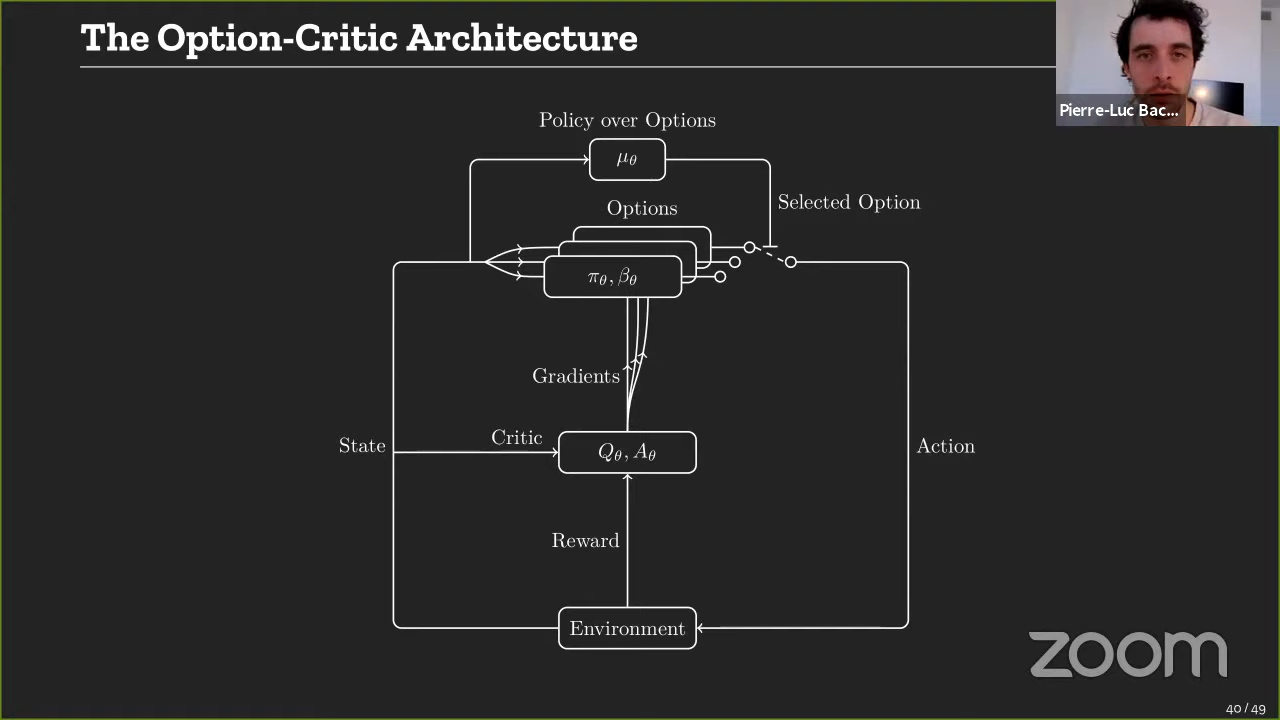 The Option-Critic Architecture
Pierre-Luc Bac...
Policy over Options
μθ
Selected Option
Options
πθ, βθ
Gradients
State
Critic
Qθ, Aθ
Action
Reward
Environment
zoom
40 / 49